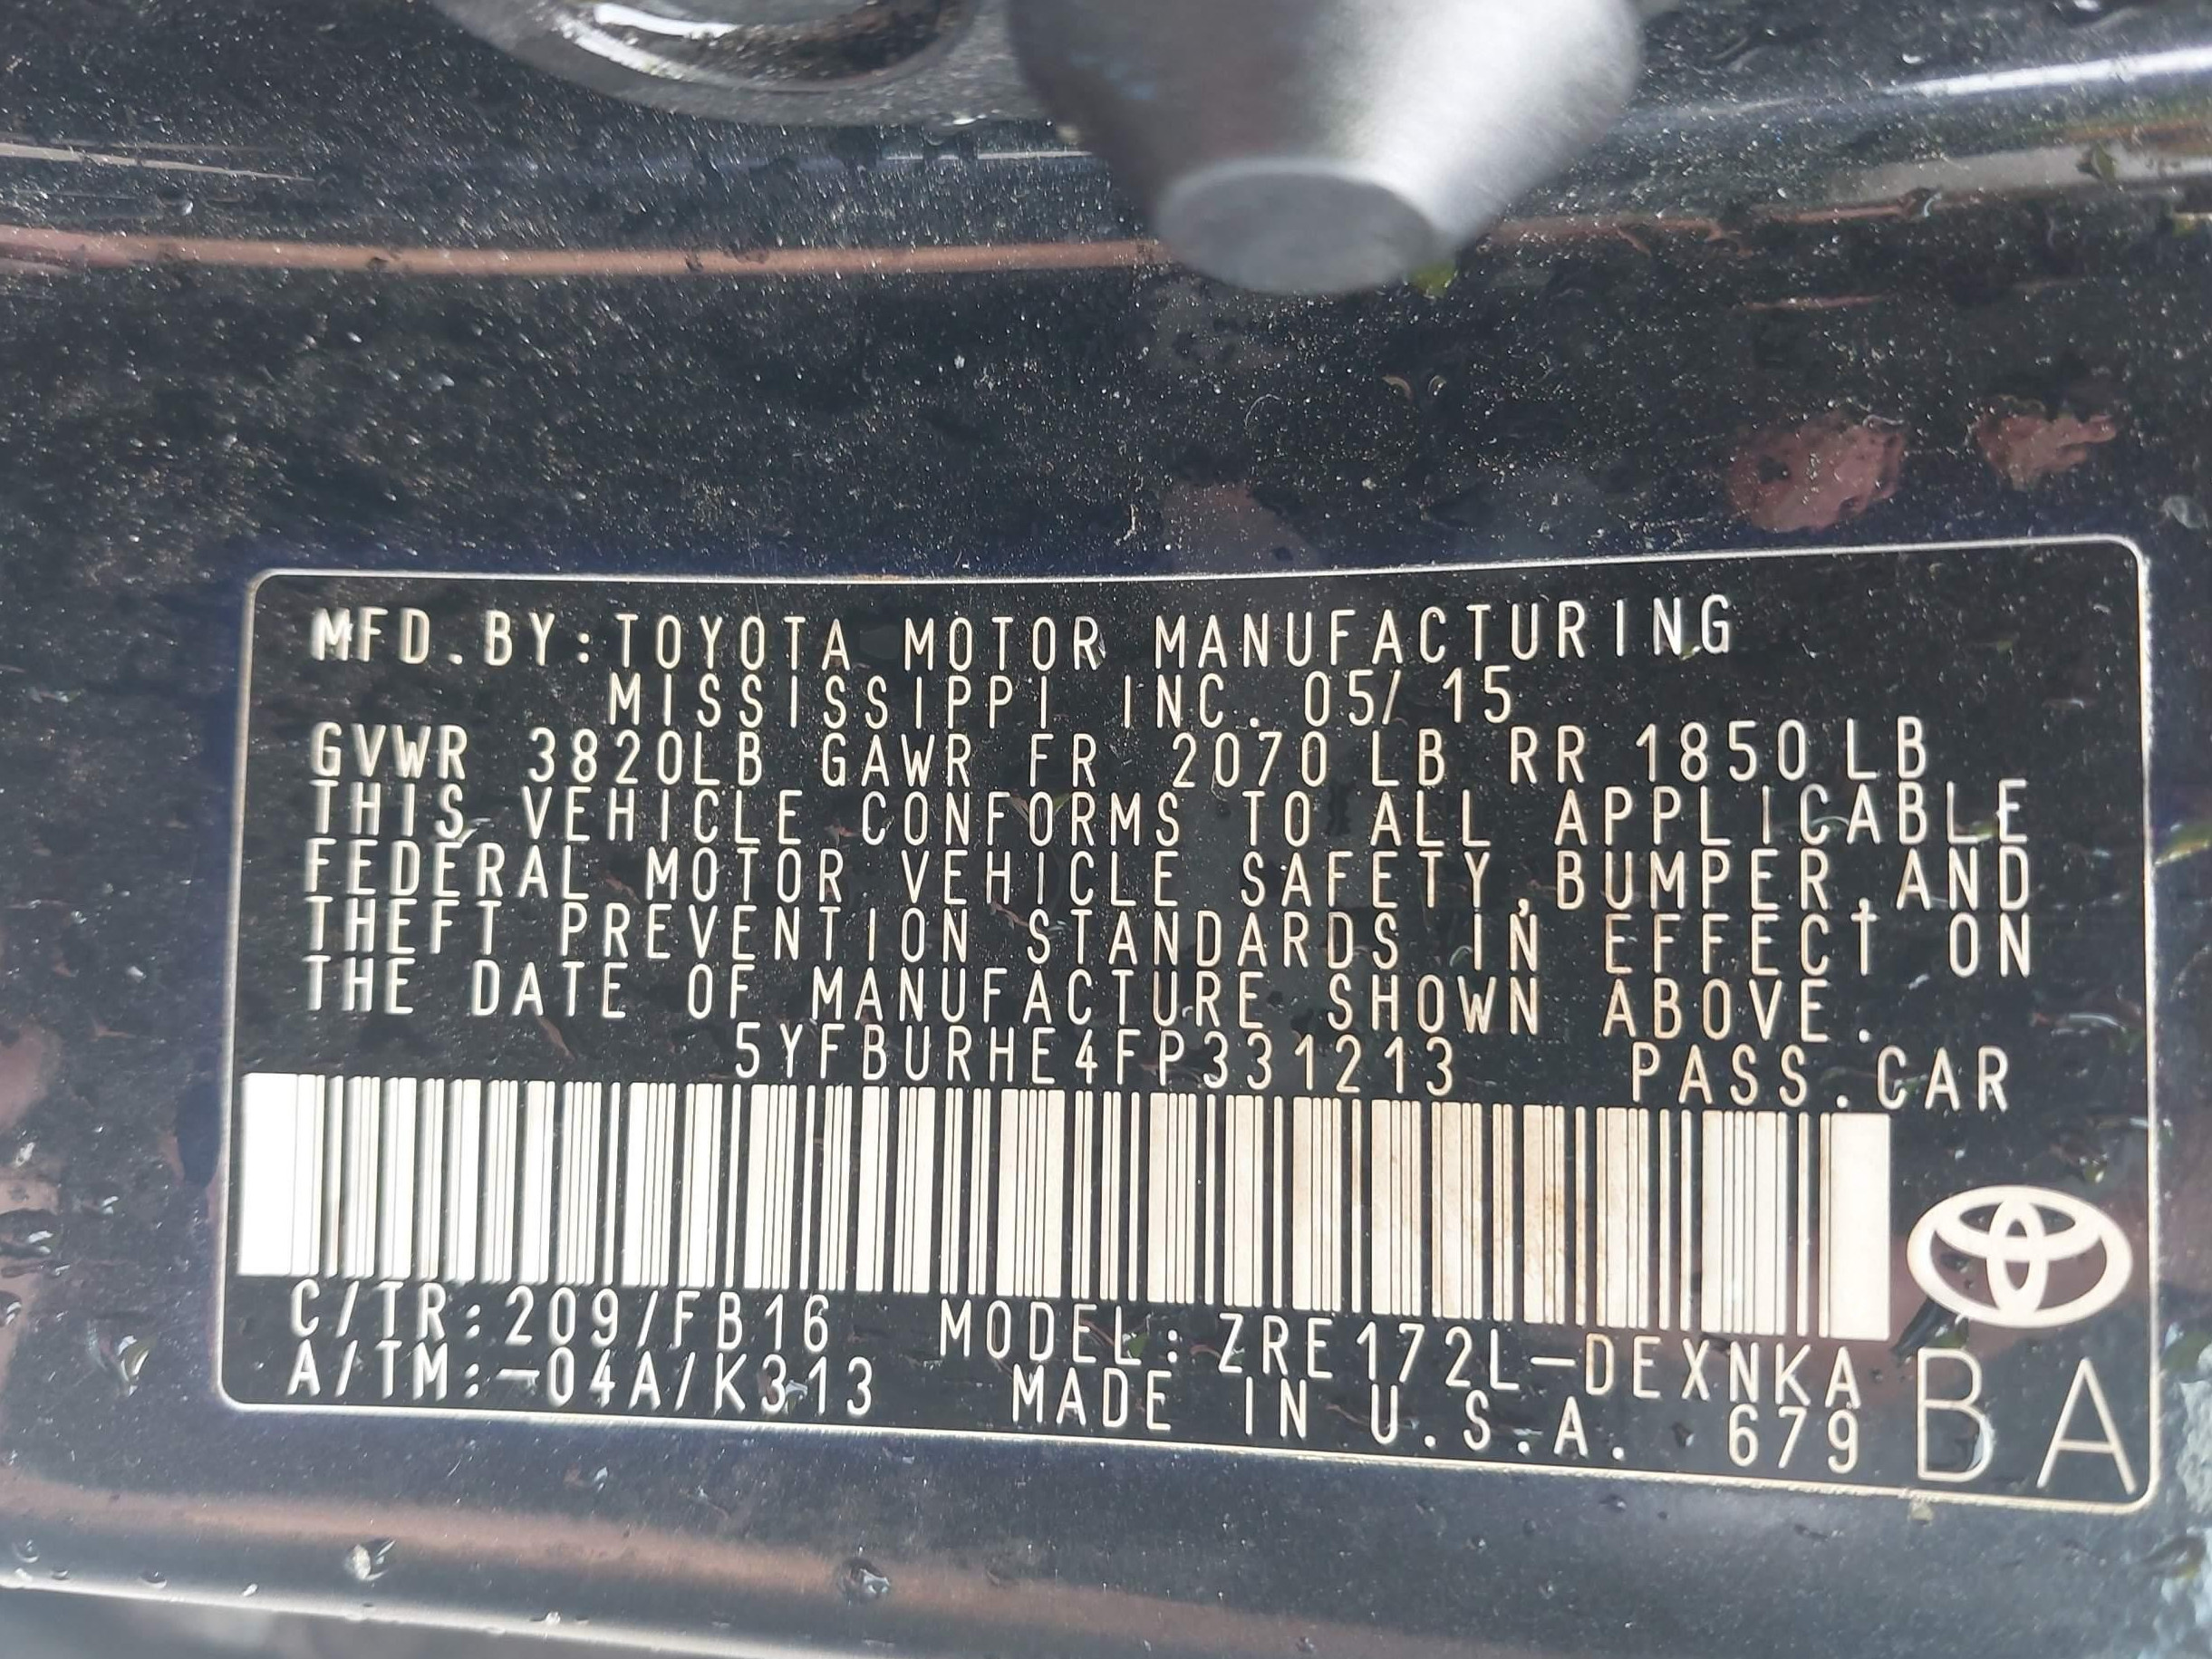 MFD.BY:TOYOTA MOTOR MANUFACTURING
MISSISSIPPI INC. 05/ 15
GVWR 3820LB GAWR FR 2070 LB RR 1850 LB
THIS VEHICLE CONFORMS TO ALL APPLICABLE
FEDERAL MOTOR VEHICLE SAFETY,BUMPER,AND
THEFT PREVENTION STANDARDS IN EFFECT ON
THE DATE OF MANUFACTURE SHOWN ABOVE.
5YFBURHE4FP331213 PASS.CAR
C/TR:209/FB16 MODEL:ZRE172L-DEXNKA
A/TM:-04A/K313 MADE IN U.S.A. 679
BA